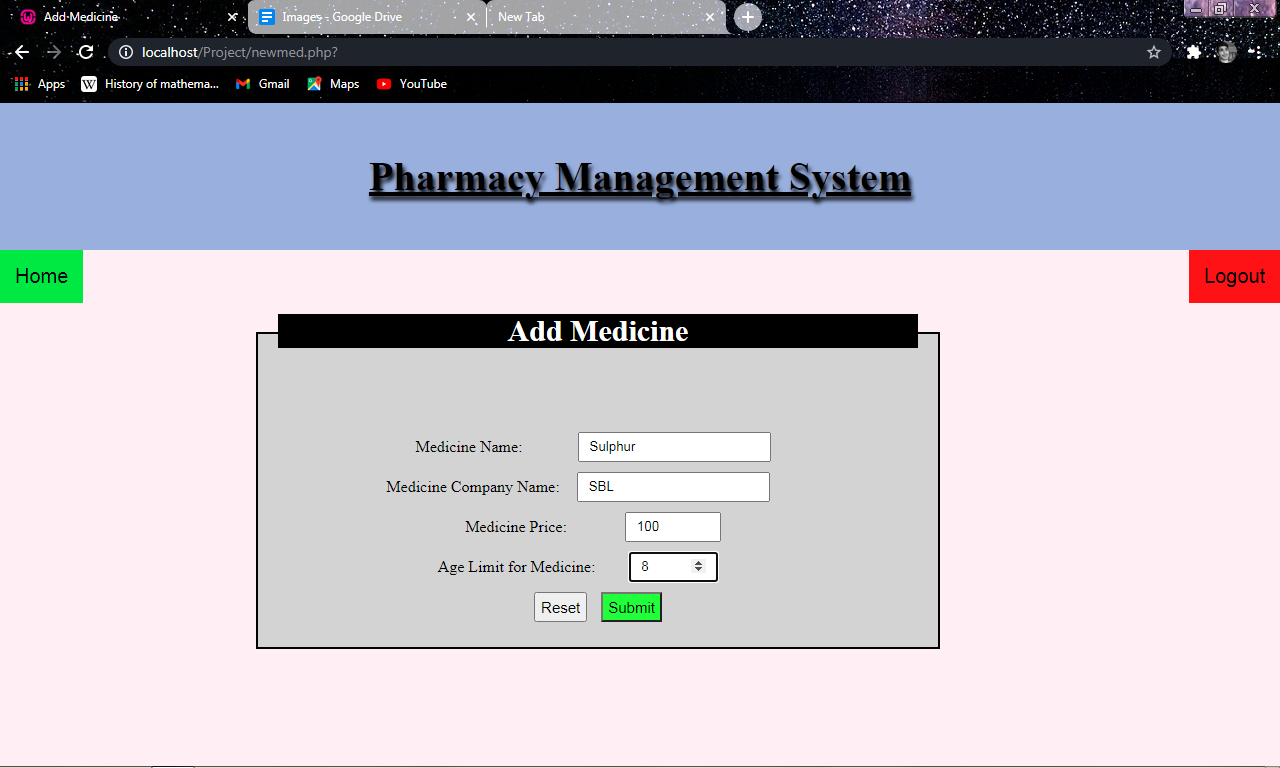 Add Medicine
Images - Google Drive
New Tab
localhost/Project/newmed.php?
Apps
W
History of mathema...
Gmail
Maps
YouTube
Pharmacy Management System
Home
Logout
Add Medicine
Medicine Name: Sulphur
Medicine Company Name: SBL
Medicine Price: 100
Age Limit for Medicine: 8
Reset Submit